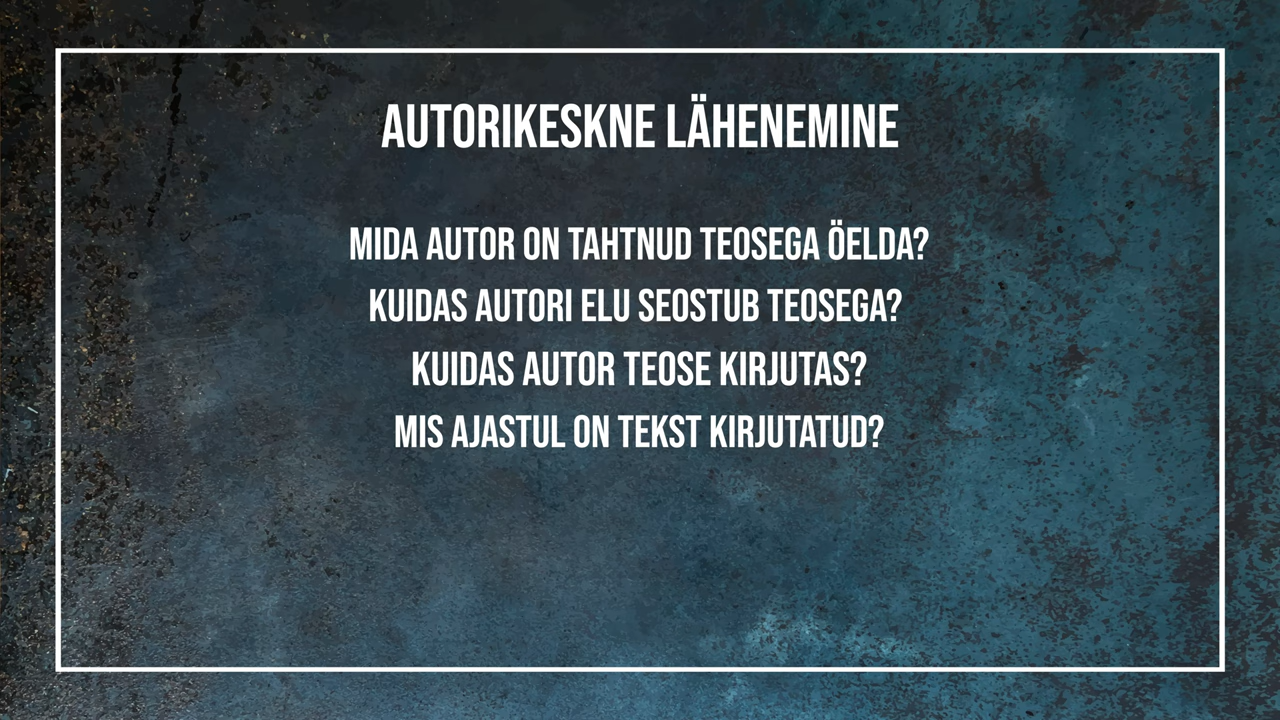 AUTORIKESKNE LÄHENEMINE
MIDA AUTOR ON TAHTNUD TEOSEGA ÖELDA?
KUIDAS AUTORI ELU SEOSTUB TEOSEGA?
KUIDAS AUTOR TEOSE KIRJUTAS?
MIS AJASTUL ON TEKST KIRJUTATUD?